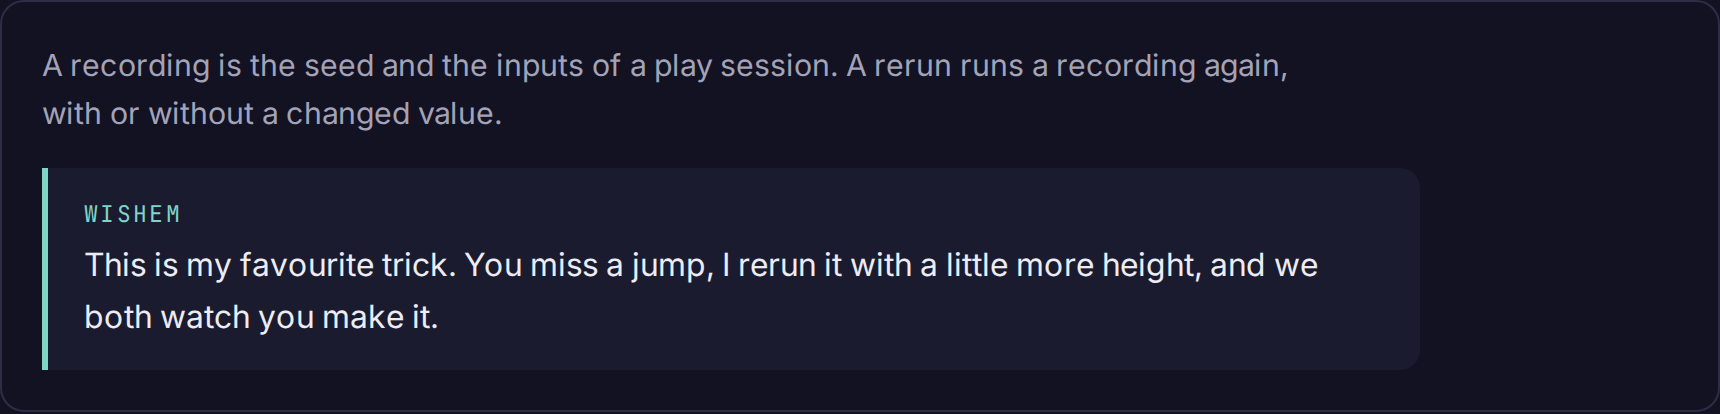 A recording is the seed and the inputs of a play session. A rerun runs a recording again,
with or without a changed value.
WISHEM
This is my favourite trick. You miss a jump, I rerun it with a little more height, and we
both watch you make it.